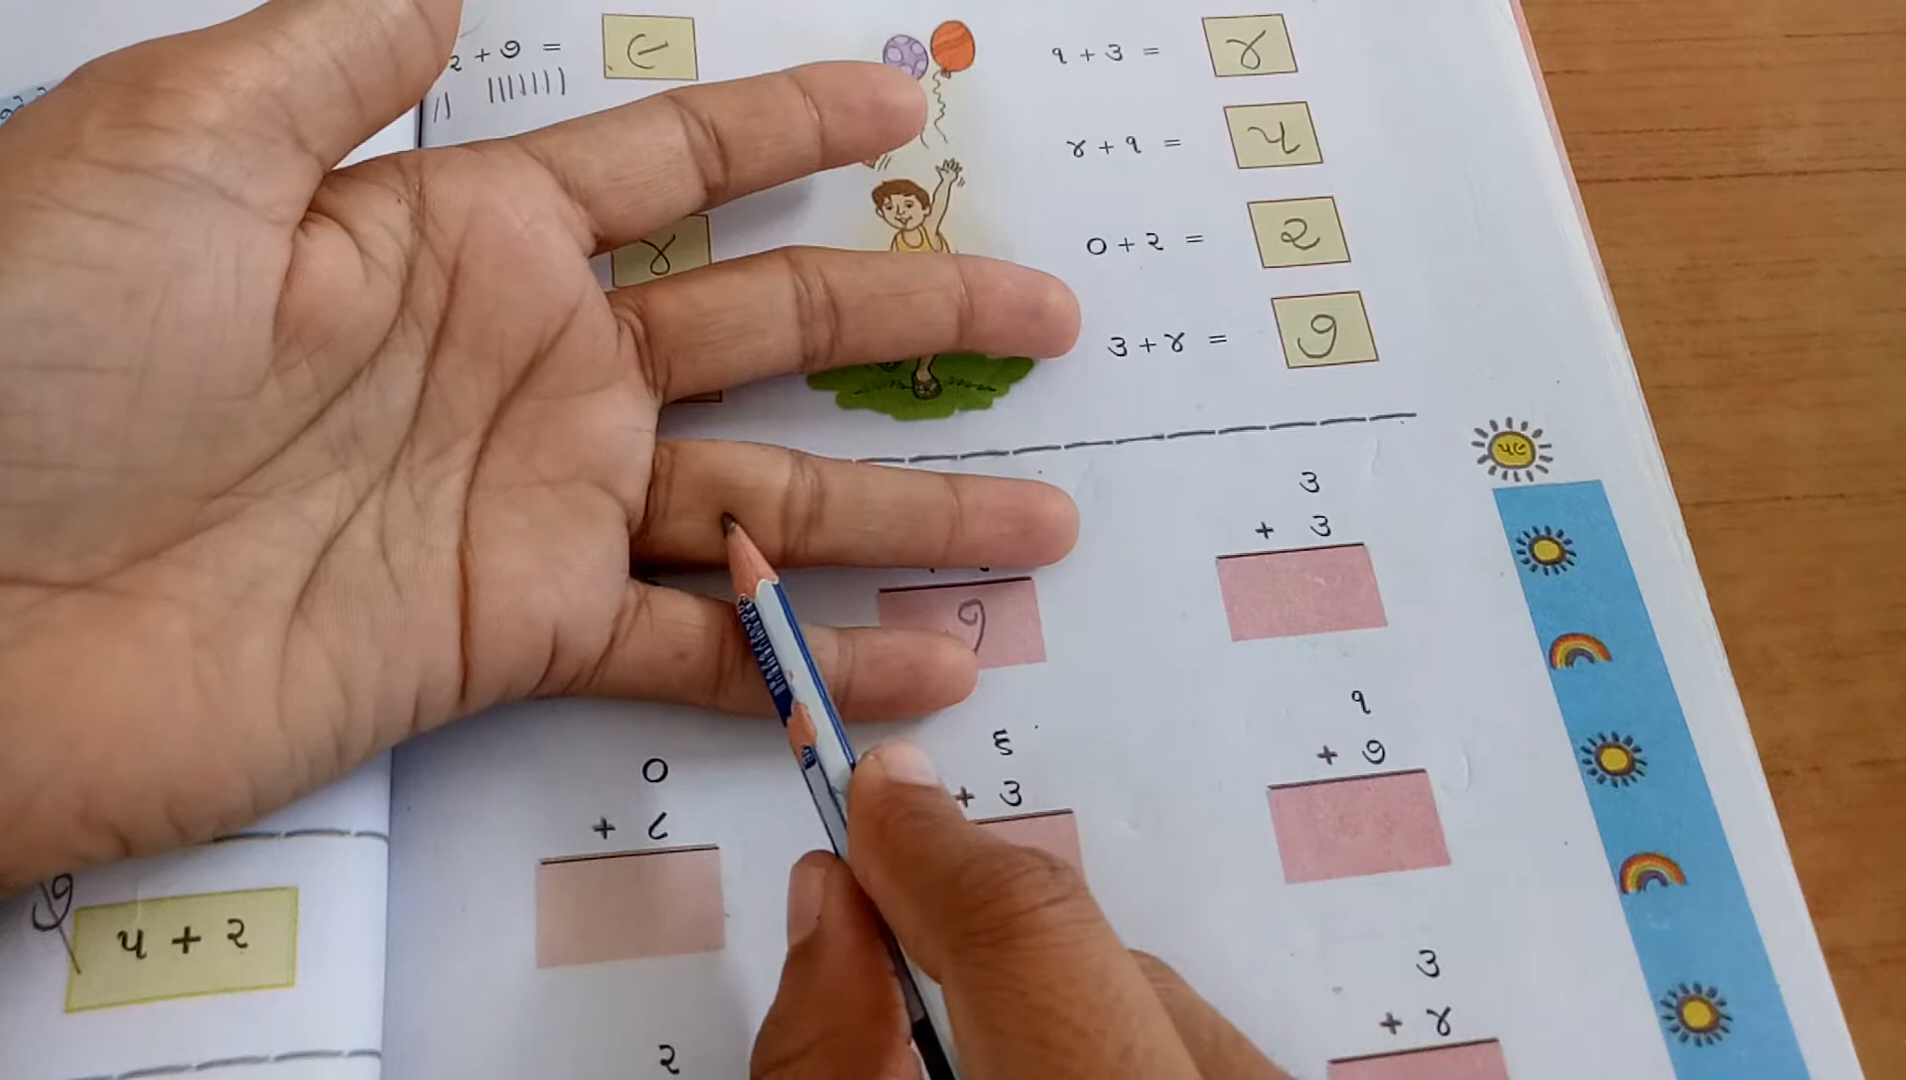 ૨ + ૭ = ૯
૪
૧ + ૩ = ૪
૪ + ૧ = ૫
૦ + ૨ = ૨
૩ + ૪ = ૭
૫૯
૩
+ ૩
૭
૦
+ ૮
૬
+ ૩
૧
+ ૭
૭
૫ + ૨
૩
+ ૪
૨